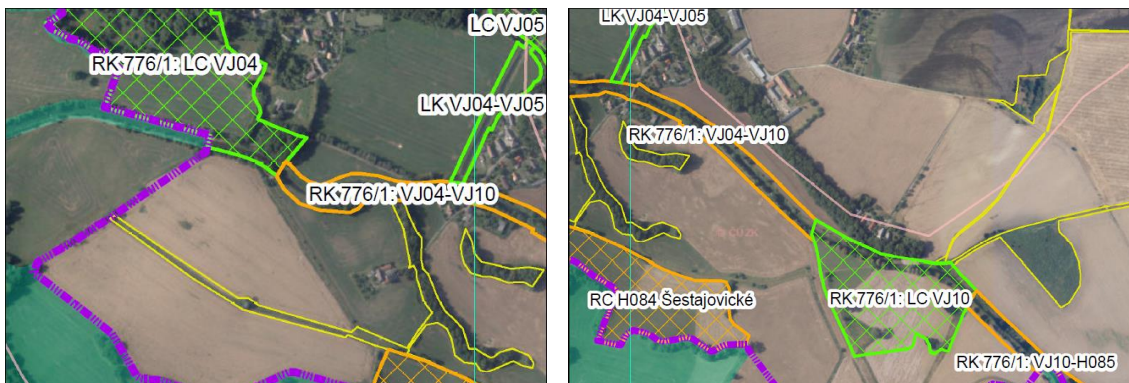 LC VJ05
RK 776/1: LC VJ04
LK VJ04-VJ05
RK 776/1: VJ04-VJ10
LK VJ04-VJ05
RK 776/1: VJ04-VJ10
© ČÚZK
RC H084 Šestajovické
RK 776/1: LC VJ10
RK 776/1: VJ10-H085